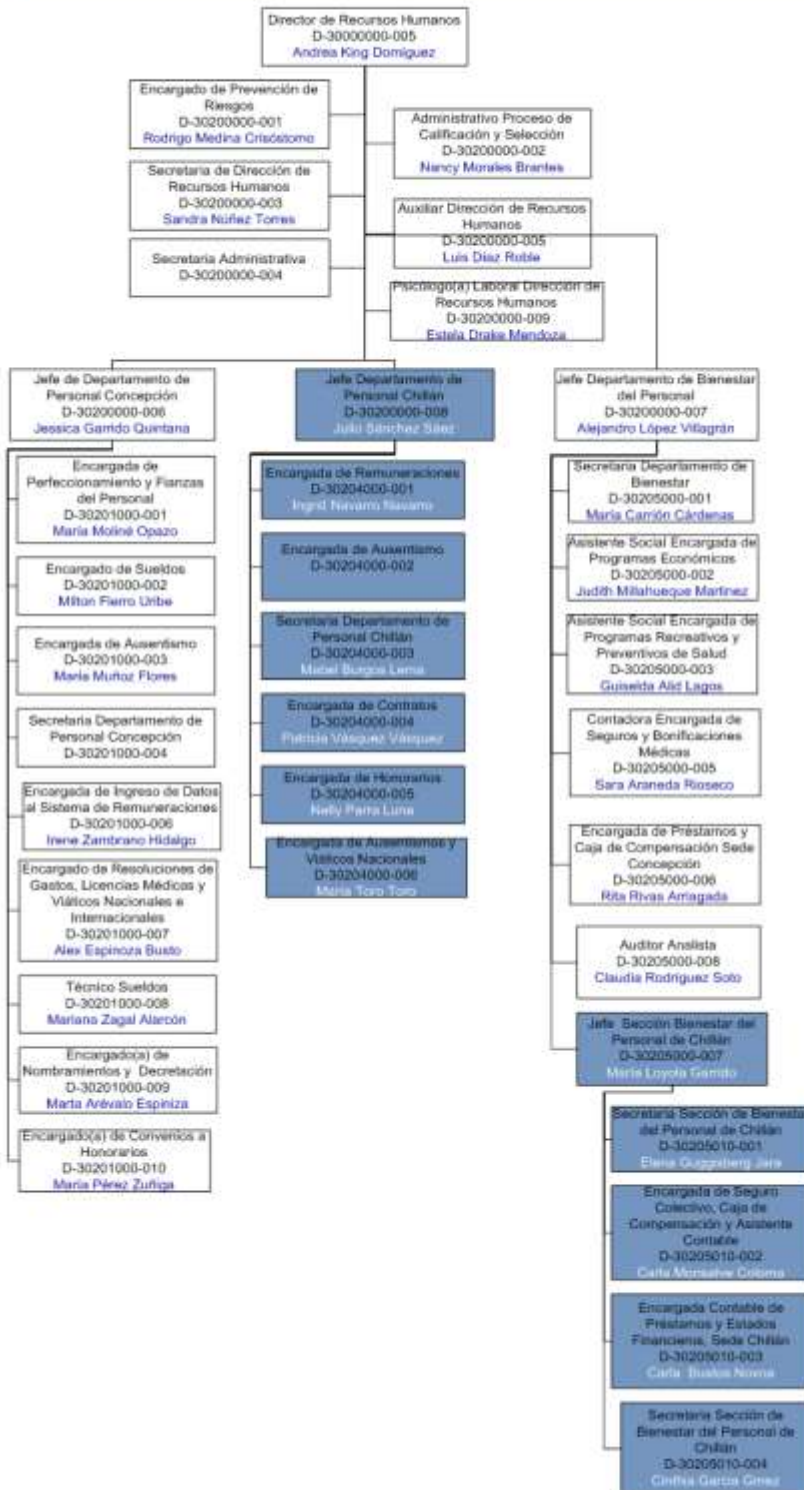 Director de Recursos Humanos
D-30000000-005
Andrea King Domiguez
Encargado de Prevención de
Riesgos
D-30200000-001
Rodrigo Medina Crisóstomo
Administrativo Proceso de
Calificación y Selección
D-30200000-002
Nancy Morales Brantes
Secretaria de Dirección de
Recursos Humanos
D-30200000-003
Sandra Núñez Torres
Auxiliar Dirección de Recursos
Humanos
D-30200000-005
Luis Díaz Roble
Secretaria Administrativa
D-30200000-004
Psicólogo(a) Laboral Dirección de
Recursos Humanos
D-30200000-009
Estela Drake Mendoza
Jefe de Departamento de
Personal Concepción
D-30200000-006
Jessica Garrido Quintana
Encargada de
Perfeccionamiento y Fianzas
del Personal
D-30201000-001
María Moliné Opazo
Encargado de Sueldos
D-30201000-002
Milton Fierro Uribe
Encargada de Ausentismo
D-30201000-003
María Muñoz Flores
Secretaria Departamento de
Personal Concepción
D-30201000-004
Encargada de Ingreso de Datos
al Sistema de Remuneraciones
D-30201000-006
Irene Zambrano Hidalgo
Encargado de Resoluciones de
Gastos, Licencias Médicas y
Viáticos Nacionales e
Internacionales
D-30201000-007
Alex Espinoza Busto
Técnico Sueldos
D-30201000-008
Mariana Zagal Alarcón
Encargado(a) de
Nombramientos y Decretación
D-30201000-009
Marta Arévalo Espiniza
Encargado(a) de Convenios a
Honorarios
D-30201000-010
María Pérez Zuñiga
Jefe Departamento de
Personal Chillán
D-30200000-008
Julio Sánchez Sáez
Encargada de Remuneraciones
D-30204000-001
Ingrid Navarro Navarro
Encargada de Ausentismo
D-30204000-002
Secretaria Departamento de
Personal Chillán
D-30204000-003
Mabel Burgos Lema
Encargada de Contratos
D-30204000-004
Patricia Vásquez Vásquez
Encargada de Honorarios
D-30204000-005
Nelly Parra Luna
Encargada de Ausentismos y
Viáticos Nacionales
D-30204000-006
María Toro Toro
Jefe Departamento de Bienestar
del Personal
D-30200000-007
Alejandro López Villagrán
Secretaria Departamento de
Bienestar
D-30205000-001
María Carrión Cárdenas
Asistente Social Encargada de
Programas Económicos
D-30205000-002
Judith Millahueque Martínez
Asistente Social Encargada de
Programas Recreativos y
Preventivos de Salud
D-30205000-003
Guiselda Alid Lagos
Contadora Encargada de
Seguros y Bonificaciones
Médicas
D-30205000-005
Sara Araneda Rioseco
Encargada de Préstamos y
Caja de Compensación Sede
Concepción
D-30205000-006
Rita Rivas Arriagada
Auditor Analista
D-30205000-008
Claudia Rodríguez Soto
Jefe Sección Bienestar del
Personal de Chillán
D-30205000-007
María Loyola Garrido
Secretaria Sección de Bienesta
del Personal de Chillán
D-30205010-001
Elena Jara
Encargada de Seguro
Colectivo, Caja de
Compensación y Asistente
Contable
D-30205010-002
Carla Monsalve Coloma
Encargada Contable de
Préstamos y Estados
Financieros, Sede Chillán
D-30205010-003
Carla Bustos Novoa
Secretaria Sección de
Bienestar del Personal de
Chillán
D-30205010-004
Cinthia García